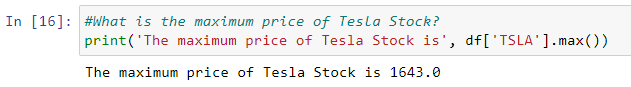 In [16]: #What is the maximum price of Tesla Stock?
print('The maximum price of Tesla Stock is', df['TSLA'].max())
The maximum price of Tesla Stock is 1643.0